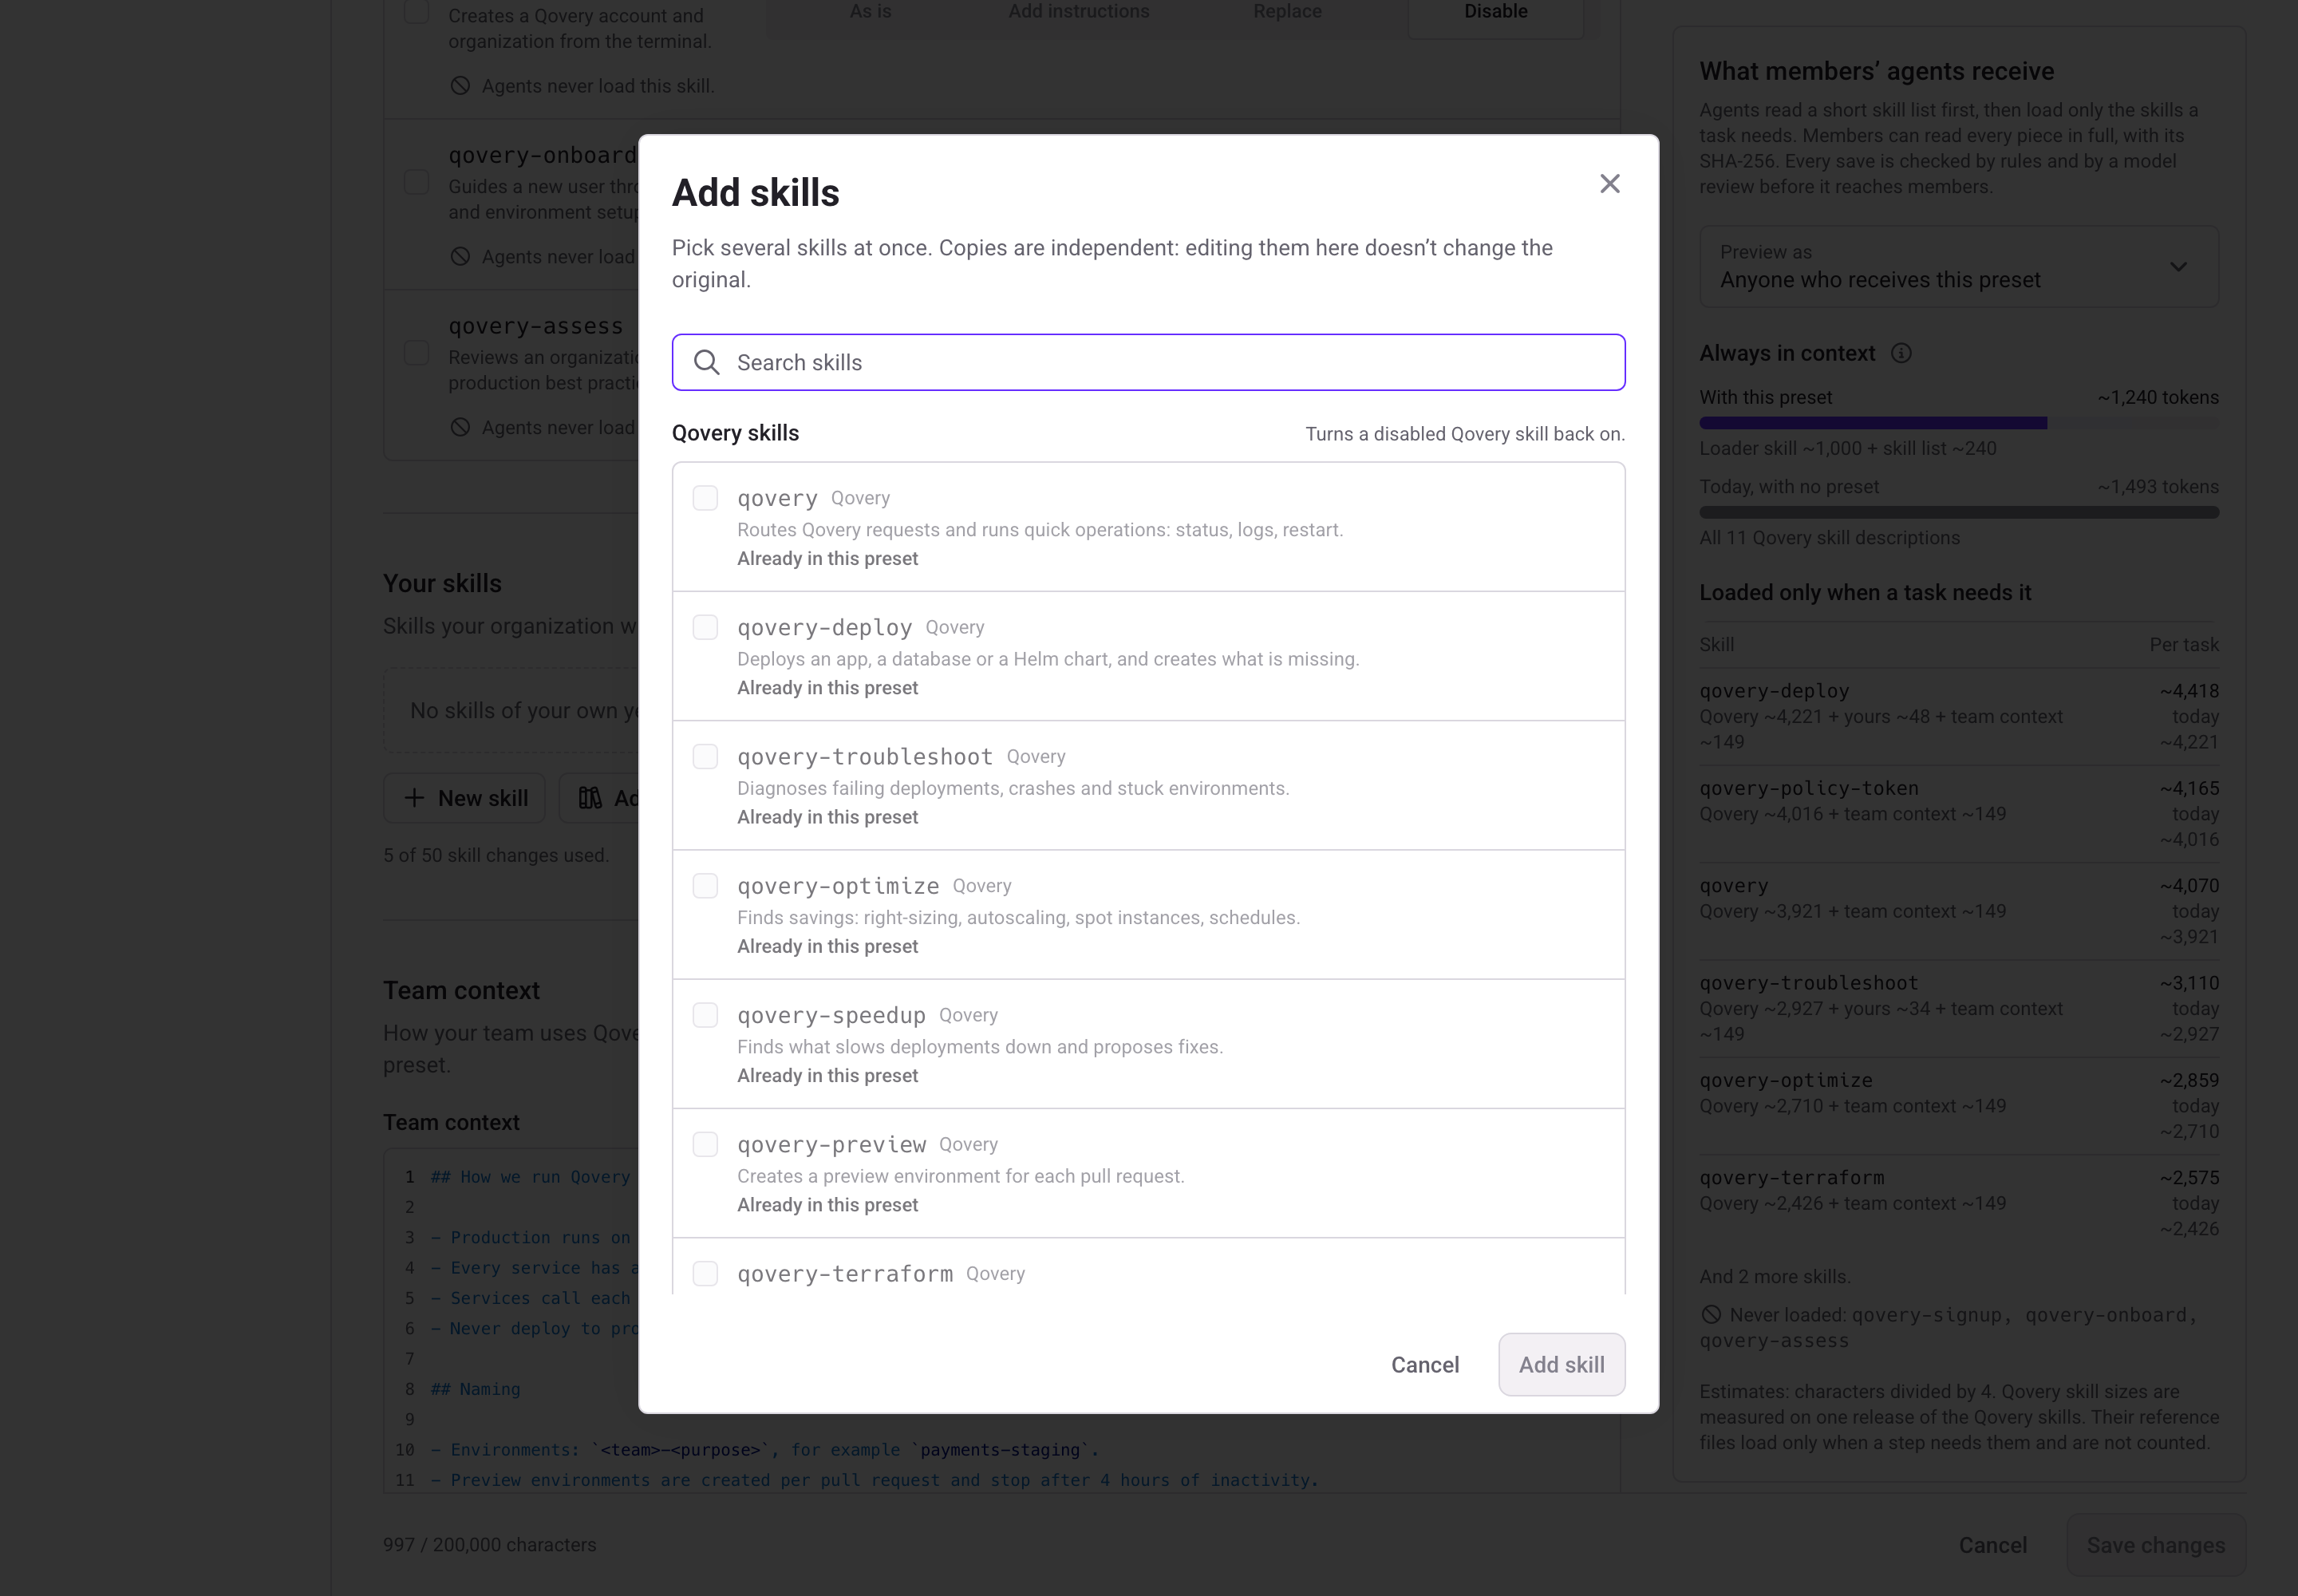 Creates a Qovery account and
organization from the terminal.
Agents never load this skill.
As is
Add instructions
Replace
Disable
qovery-onboard
Guides a new user
and environment
Agents never load
qovery-assess
Reviews an
production best
Agents never load
Your skills
Skills your organization
No skills of your own
New skill
5 of 50 skill changes used.
Team context
How your team uses
preset.
Team context
1 ## How we run Qovery
2
3 - Production runs on
4 - Every service has
5 - Services call each
6 - Never deploy to
7
8 ## Naming
9
10 - Environments: `<team>-<purpose>`, for example `payments-staging`.
11 - Preview environments are created per pull request and stop after 4 hours of inactivity.
997 / 200,000 characters
Add skills
Pick several skills at once. Copies are independent: editing them here doesn’t change the
original.
Search skills
Qovery skills
Turns a disabled Qovery skill back on.
qovery Qovery
Routes Qovery requests and runs quick operations: status, logs, restart.
Already in this preset
qovery-deploy Qovery
Deploys an app, a database or a Helm chart, and creates what is missing.
Already in this preset
qovery-troubleshoot Qovery
Diagnoses failing deployments, crashes and stuck environments.
Already in this preset
qovery-optimize Qovery
Finds savings: right-sizing, autoscaling, spot instances, schedules.
Already in this preset
qovery-speedup Qovery
Finds what slows deployments down and proposes fixes.
Already in this preset
qovery-preview Qovery
Creates a preview environment for each pull request.
Already in this preset
qovery-terraform Qovery
Cancel
Add skill
What members’ agents receive
Agents read a short skill list first, then load only the skills a
task needs. Members can read every piece in full, with its
SHA-256. Every save is checked by rules and by a model
review before it reaches members.
Preview as
Anyone who receives this preset
Always in context
With this preset ~1,240 tokens
Loader skill ~1,000 + skill list ~240
Today, with no preset ~1,493 tokens
All 11 Qovery skill descriptions
Loaded only when a task needs it
Skill Per task
qovery-deploy ~4,418
Qovery ~4,221 + yours ~48 + team context today
~149 ~4,221
qovery-policy-token ~4,165
Qovery ~4,016 + team context ~149 today
~4,016
qovery ~4,070
Qovery ~3,921 + team context ~149 today
~3,921
qovery-troubleshoot ~3,110
Qovery ~2,927 + yours ~34 + team context today
~149 ~2,927
qovery-optimize ~2,859
Qovery ~2,710 + team context ~149 today
~2,710
qovery-terraform ~2,575
Qovery ~2,426 + team context ~149 today
~2,426
And 2 more skills.
Never loaded: qovery-signup, qovery-onboard,
qovery-assess
Estimates: characters divided by 4. Qovery skill sizes are
measured on one release of the Qovery skills. Their reference
files load only when a step needs them and are not counted.
Cancel
Save changes